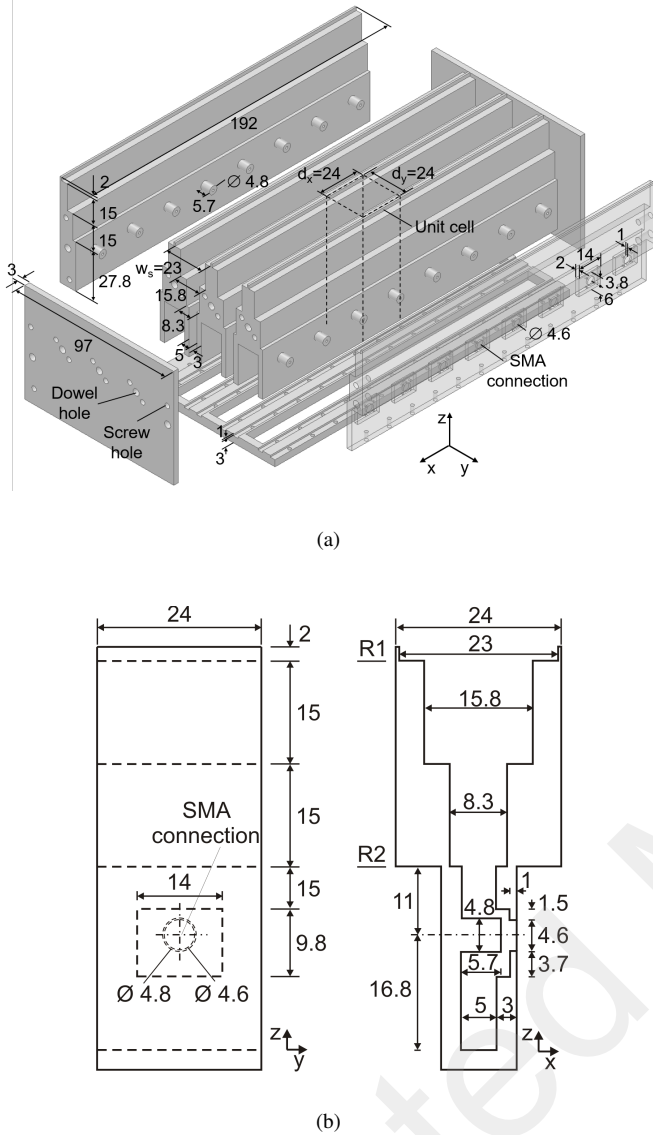 192
2
15
15
27.8
5.7
Ø 4.8
dx=24
dy=24
Unit cell
ws=23
15.8
8.3
5
3
3
97
Dowel
hole
Screw
hole
1
3
1
14
2
3.8
6
Ø 4.6
SMA
connection
z
x
y
(a)
24
2
15
15
SMA
connection
15
14
9.8
Ø 4.8
Ø 4.6
z
y
24
R1
23
15.8
8.3
R2
1
11
4.8
1.5
4.6
5.7
3.7
16.8
5
3
z
x
(b)